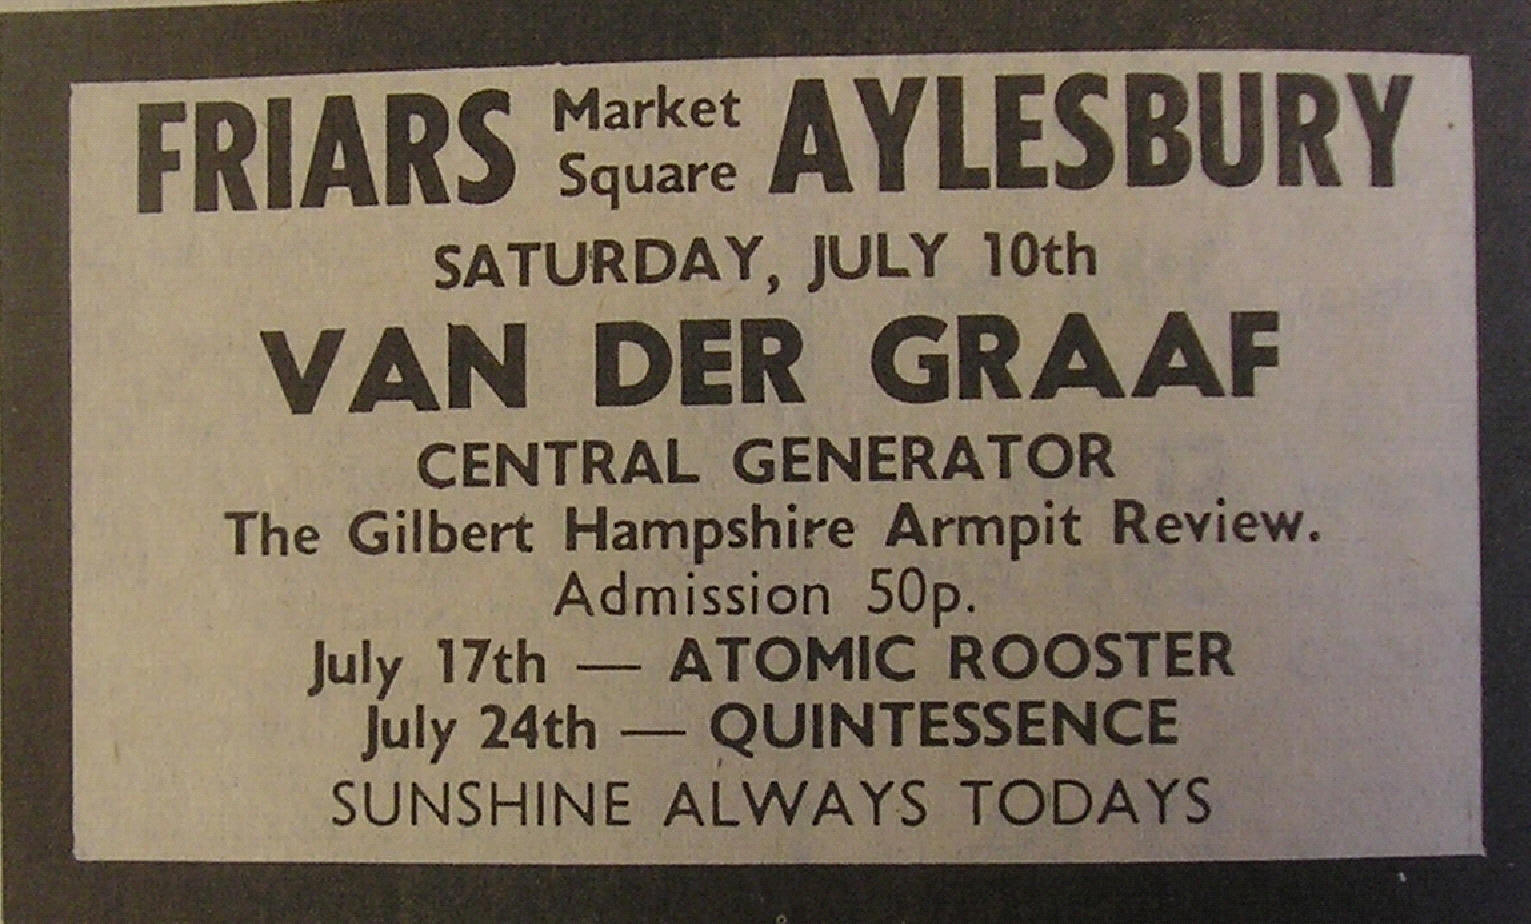 FRIARS Market Square AYLESBURY
SATURDAY, JULY 10th
VAN DER GRAAF
CENTRAL GENERATOR
The Gilbert Hampshire Armpit Review.
Admission 50p.
July 17th — ATOMIC ROOSTER
July 24th — QUINTESSENCE
SUNSHINE ALWAYS TODAYS